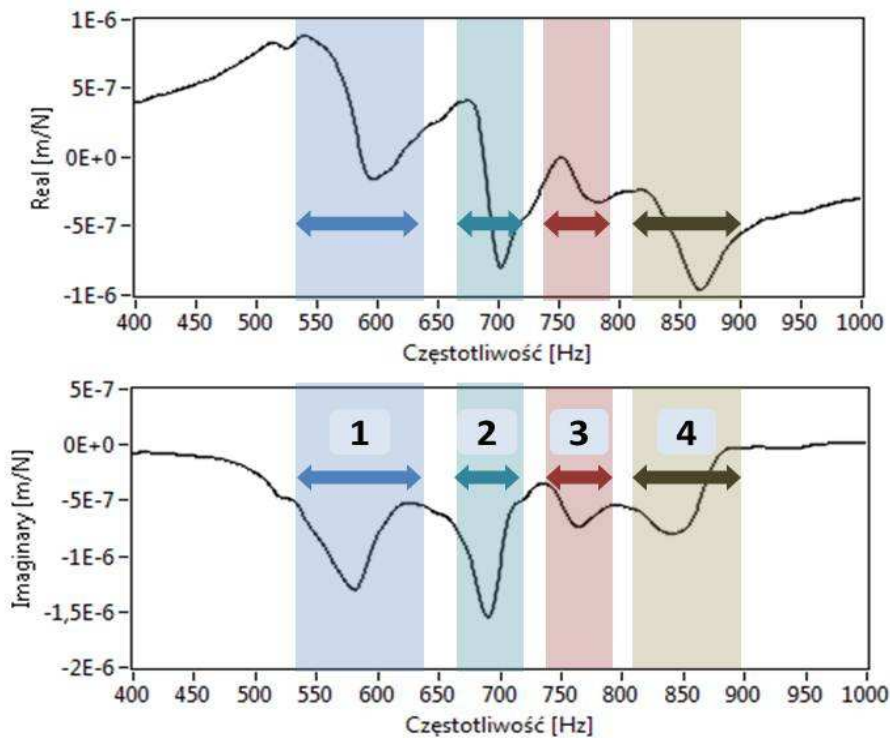 1E-6
5E-7
0E+0
-5E-7
-1E-6
Real [m/N]
400 450 500 550 600 650 700 750 800 850 900 950 1000
Częstotliwość [Hz]
5E-7
0E+0
-5E-7
-1E-6
-1,5E-6
-2E-6
Imaginary [m/N]
1 2 3 4
400 450 500 550 600 650 700 750 800 850 900 950 1000
Częstotliwość [Hz]